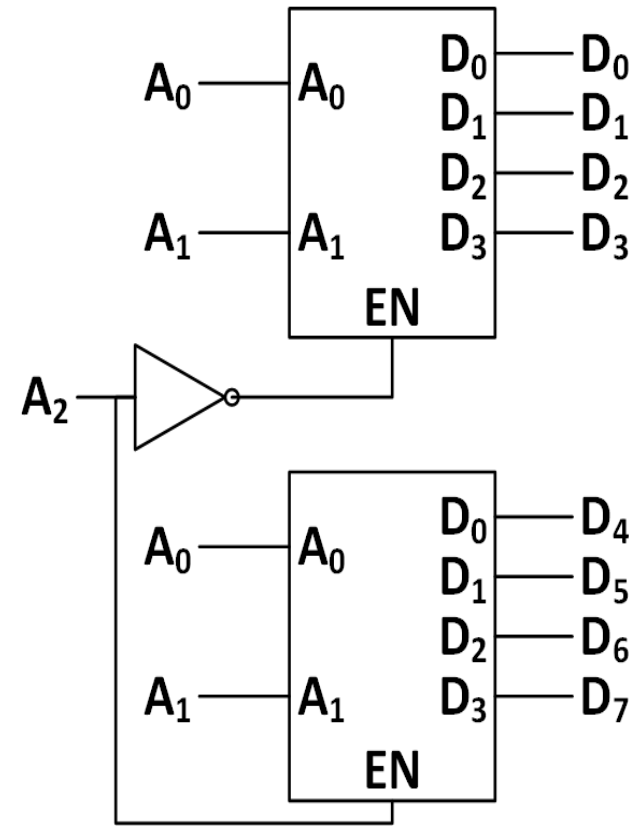 D₀ D₀
A₀ A₀
D₁ D₁
D₂ D₂
A₁ A₁ D₃ D₃
EN
A₂
D₀ D₄
A₀ A₀
D₁ D₅
D₂ D₆
A₁ A₁ D₃ D₇
EN